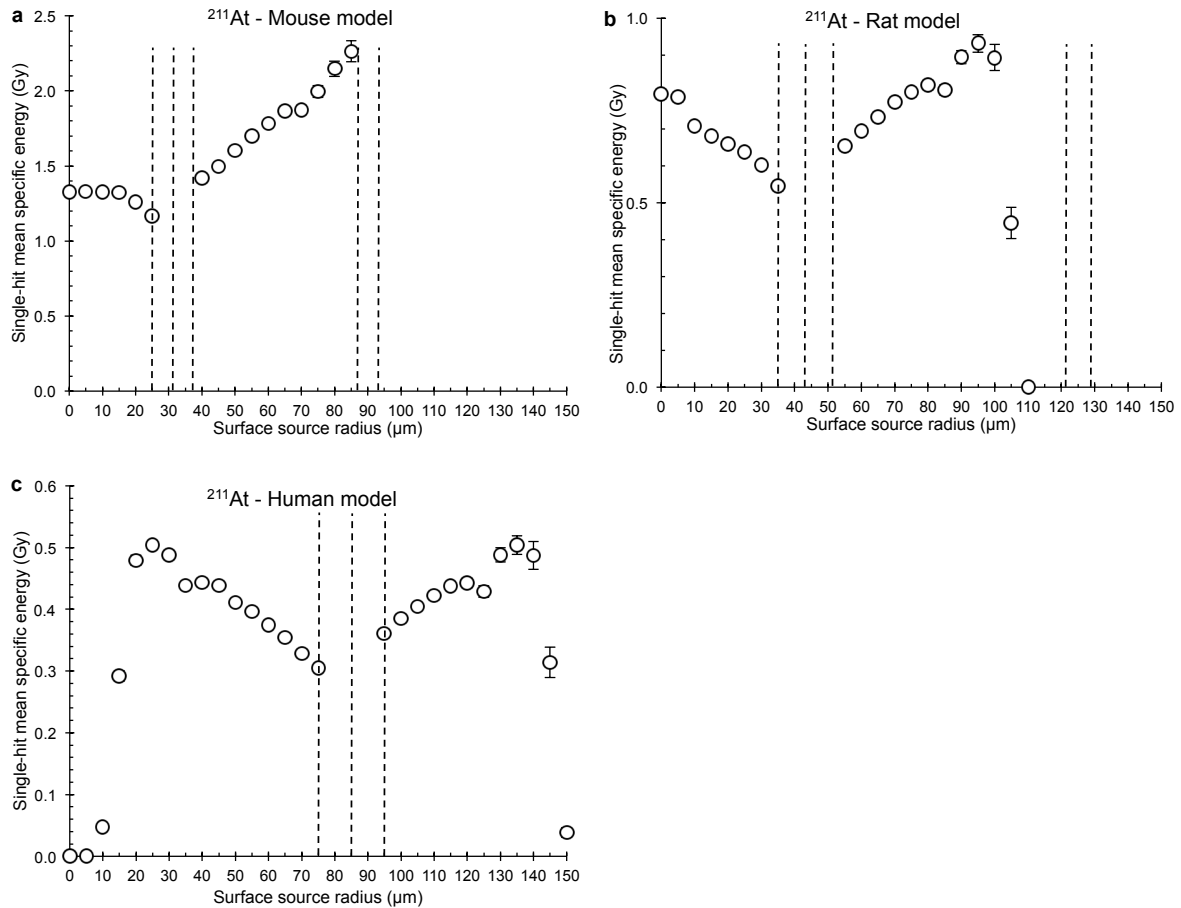 a
²¹¹At - Mouse model
Single-hit mean specific energy (Gy)
2.5
2.0
1.5
1.0
0.5
0.0
0 10 20 30 40 50 60 70 80 90 100 110 120 130 140 150
Surface source radius (µm)
b
²¹¹At - Rat model
Single-hit mean specific energy (Gy)
1.0
0.5
0.0
0 10 20 30 40 50 60 70 80 90 100 110 120 130 140 150
Surface source radius (µm)
c
²¹¹At - Human model
Single-hit mean specific energy (Gy)
0.6
0.5
0.4
0.3
0.2
0.1
0.0
0 10 20 30 40 50 60 70 80 90 100 110 120 130 140 150
Surface source radius (µm)